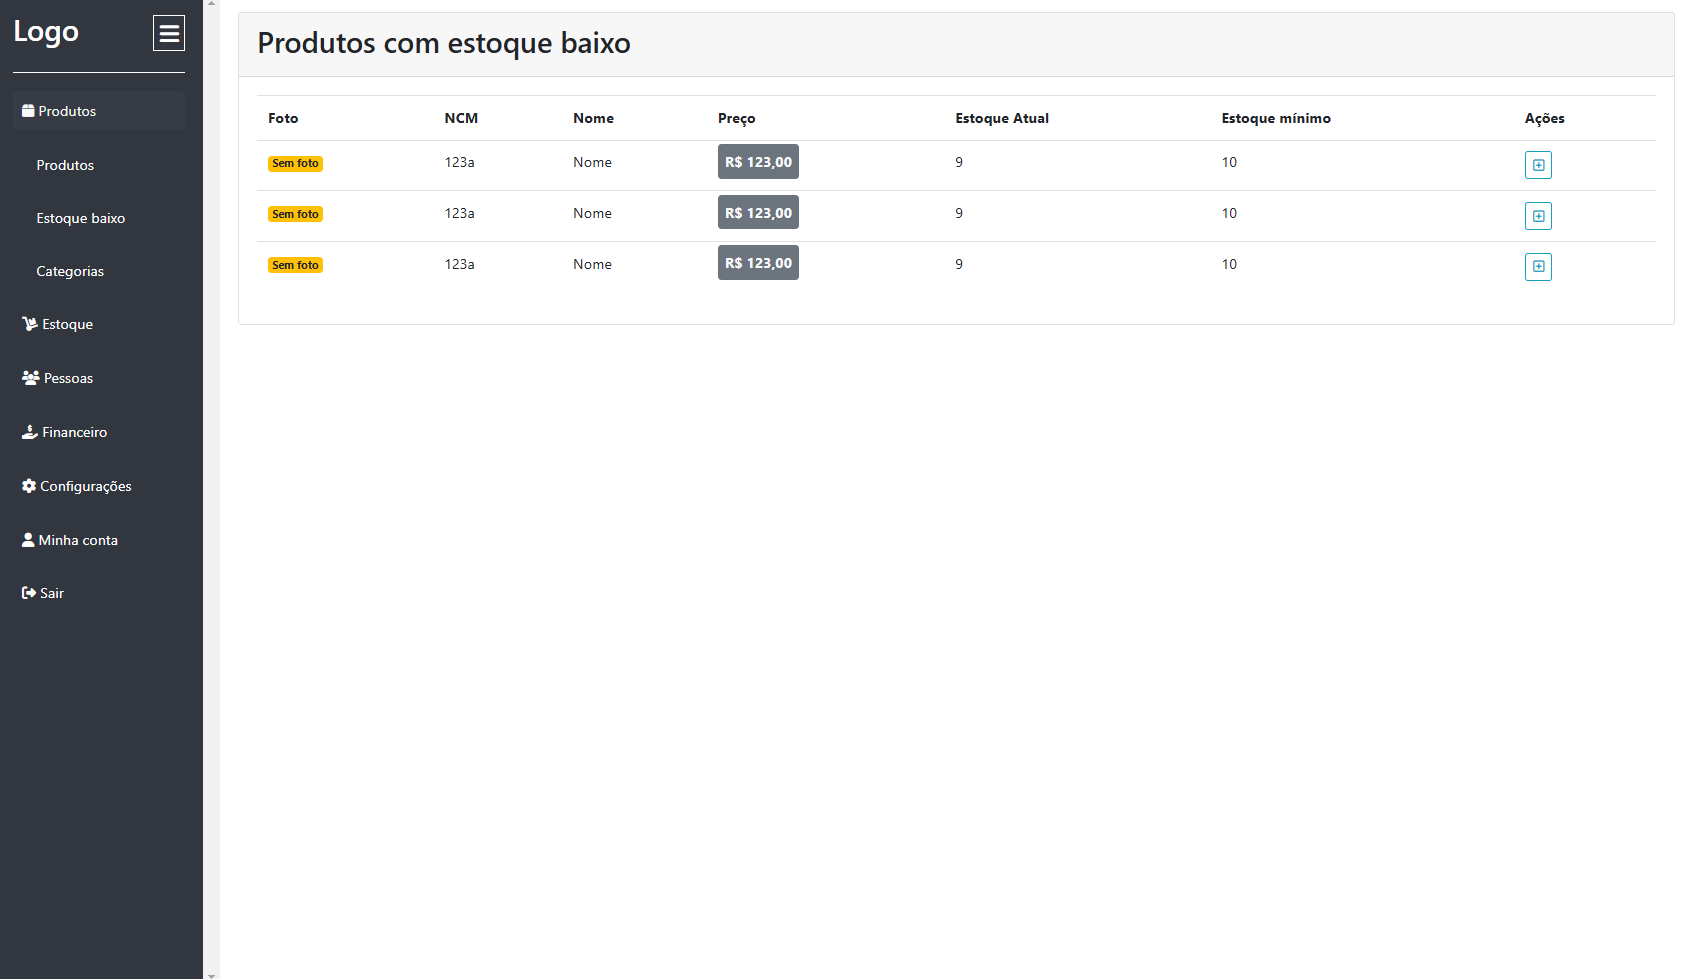 Logo
Produtos
Produtos
Estoque baixo
Categorias
Estoque
Pessoas
Financeiro
Configurações
Minha conta
Sair
Produtos com estoque baixo
Foto NCM Nome Preço Estoque Atual Estoque mínimo Ações
Sem foto 123a Nome R$ 123,00 9 10
Sem foto 123a Nome R$ 123,00 9 10
Sem foto 123a Nome R$ 123,00 9 10